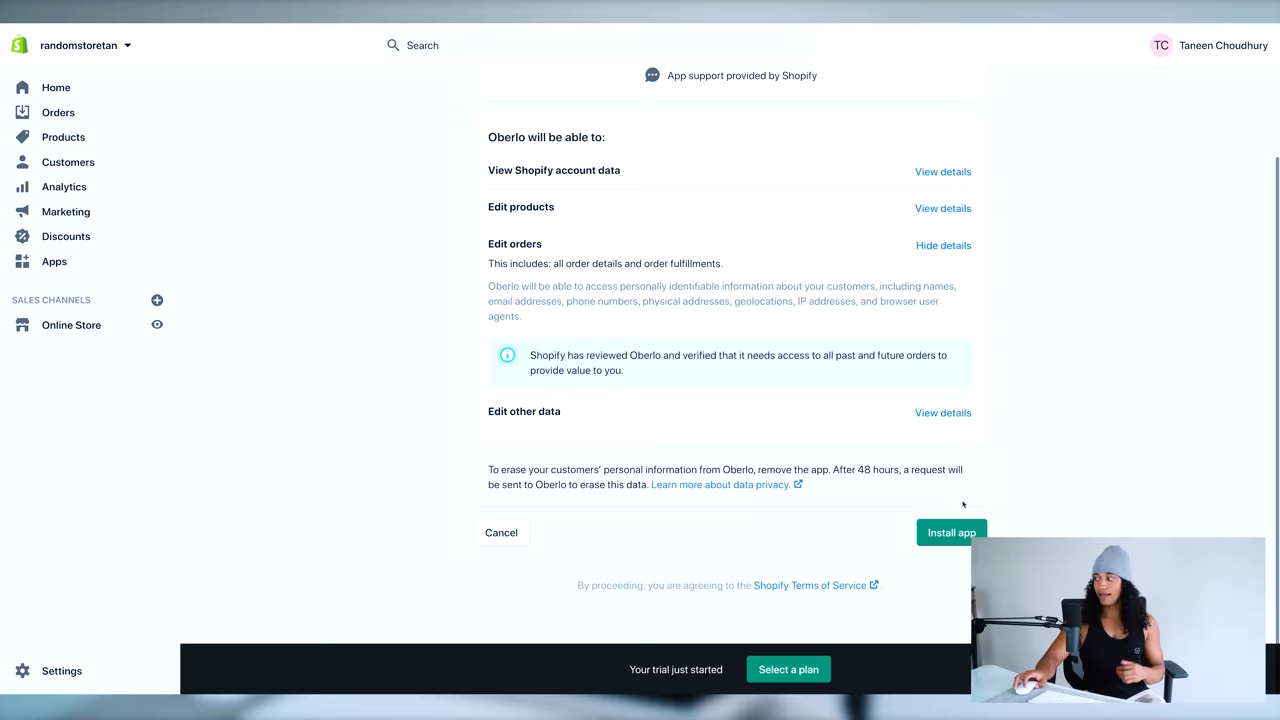 randomstoretan
Search
TC
Taneen Choudhury
Home
Orders
Products
Customers
Analytics
Marketing
Discounts
Apps
SALES CHANNELS
Online Store
Settings
App support provided by Shopify
Oberlo will be able to:
View Shopify account data
View details
Edit products
View details
Edit orders
Hide details
This includes: all order details and order fulfillments.
Oberlo will be able to access personally identifiable information about your customers, including names,
email addresses, phone numbers, physical addresses, geolocations, IP addresses, and browser user
agents.
Shopify has reviewed Oberlo and verified that it needs access to all past and future orders to
provide value to you.
Edit other data
View details
To erase your customers' personal information from Oberlo, remove the app. After 48 hours, a request will
be sent to Oberlo to erase this data. Learn more about data privacy.
Cancel
Install app
By proceeding, you are agreeing to the Shopify Terms of Service.
Your trial just started
Select a plan